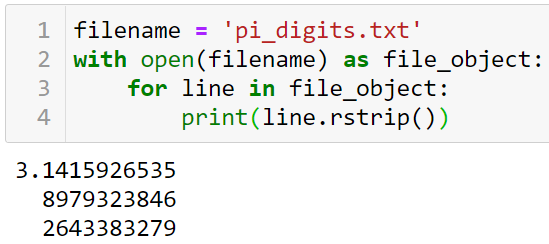 1 filename = 'pi_digits.txt'
2 with open(filename) as file_object:
3     for line in file_object:
4         print(line.rstrip())
3.1415926535
  8979323846
  2643383279